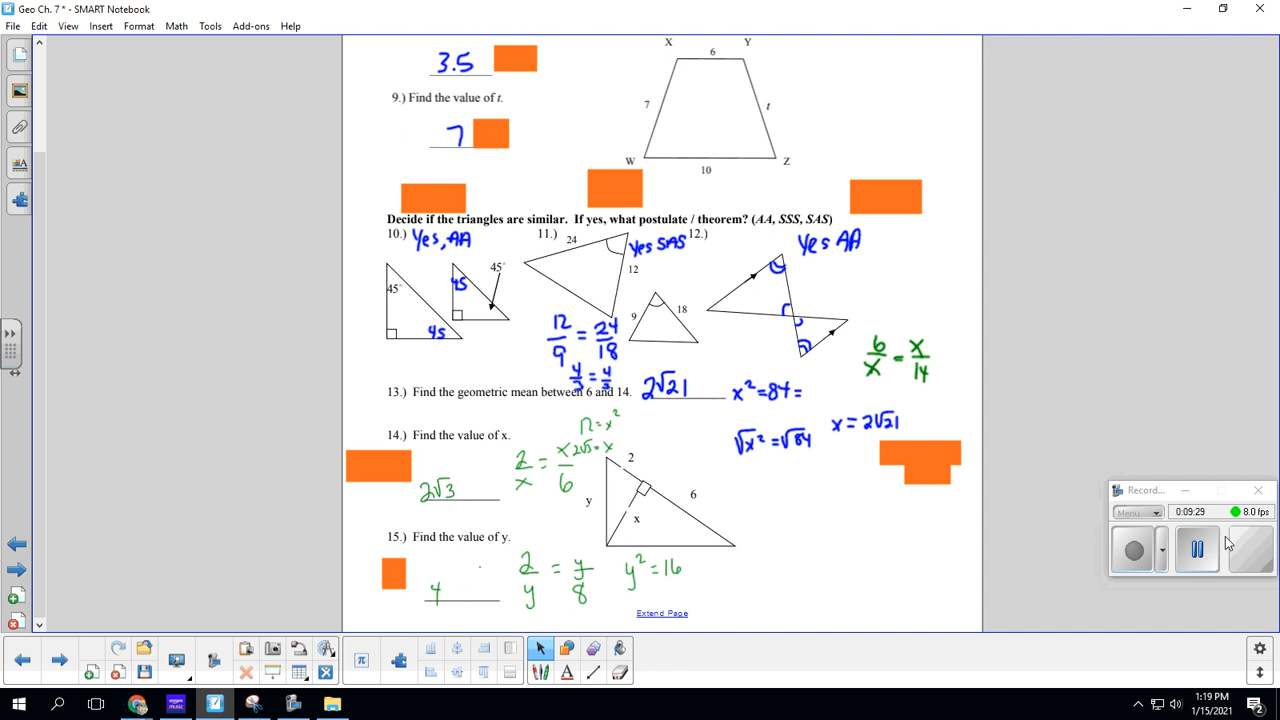 Geo Ch. 7 * - SMART Notebook
File Edit View Insert Format Math Tools Add-ons Help
X Y
6
3.5
9.) Find the value of t.
7 t
7
W Z
10
Decide if the triangles are similar. If yes, what postulate / theorem? (AA, SSS, SAS)
10.) Yes, AA 11.) 24 Yes SAS 12.) Yes AA
45° 45 45° 12
45 9 18
12/9 = 24/18
4/3 = 4/3
6/x = x/14
13.) Find the geometric mean between 6 and 14. 2√21 x² = 84 =
√x² = √84 x = 2√21
14.) Find the value of x. 12 = x²
2/x = x/6 2√3 = x
2√3
2
y 6
x
15.) Find the value of y.
4 2/y = y/8 y² = 16
Extend Page
Record...
Menu 0:09:29 8.0 fps
1:19 PM
1/15/2021
2